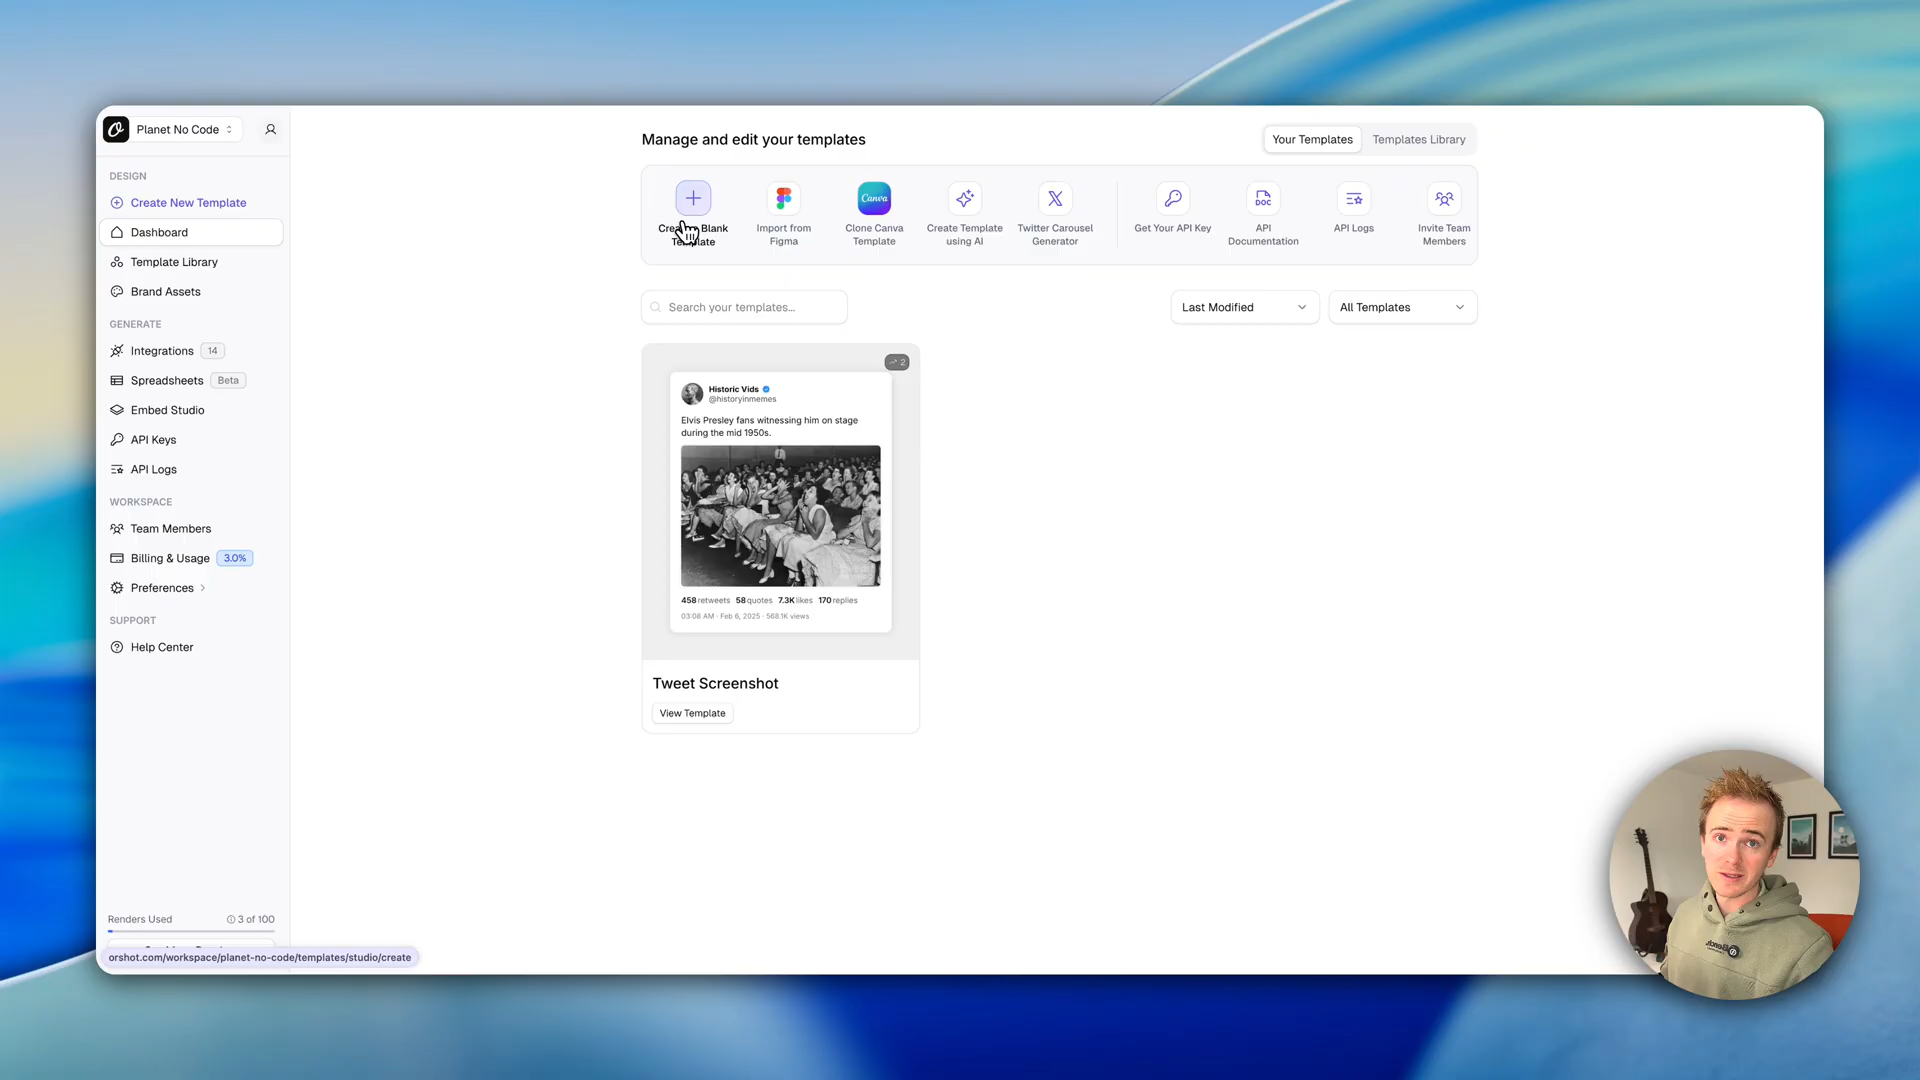 Planet No Code
DESIGN
Create New Template
Dashboard
Template Library
Brand Assets
GENERATE
Integrations 14
Spreadsheets Beta
Embed Studio
API Keys
API Logs
WORKSPACE
Team Members
Billing & Usage 3.0%
Preferences
SUPPORT
Help Center
Renders Used 3 of 100
orshot.com/workspace/planet-no-code/templates/studio/create
Manage and edit your templates
Your Templates
Templates Library
Blank
Import from
Figma
Canva
Clone Canva
Template
Create Template
using AI
Twitter Carousel
Generator
Get Your API Key
DOC
API
Documentation
API Logs
Invite Team
Members
Search your templates...
Last Modified
All Templates
2
Historic Vids
@historyinmemes
Elvis Presley fans witnessing him on stage
during the mid 1950s.
458 retweets 58 quotes 7.3K likes 170 replies
03:08 AM · Feb 6, 2025 · 568.1K views
Tweet Screenshot
View Template